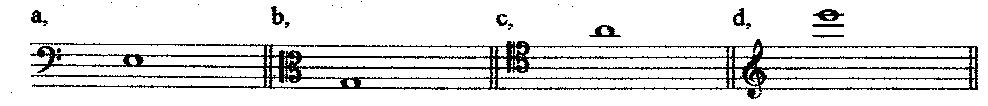 a, b, c, d,